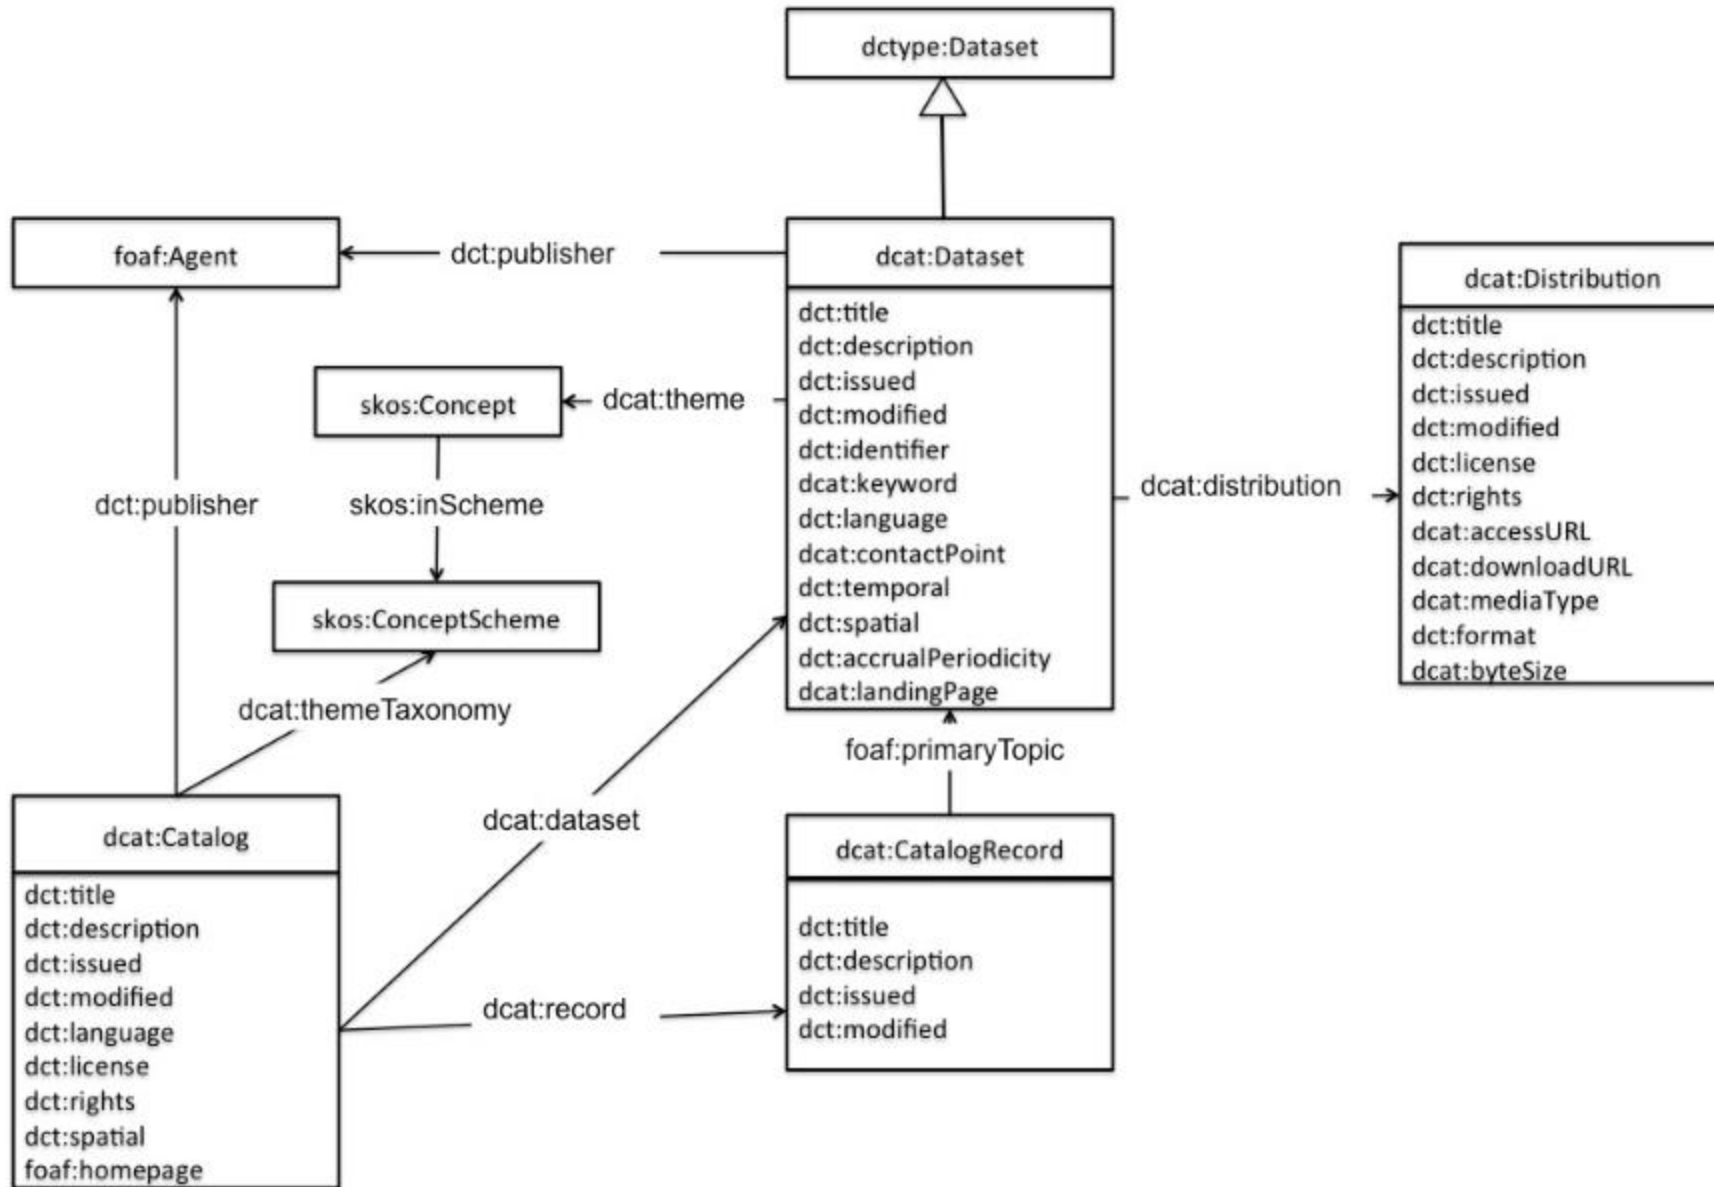 dctype:Dataset
foaf:Agent
dct:publisher
dcat:Dataset
dct:title
dct:description
dct:issued
dct:modified
dct:identifier
dcat:keyword
dct:language
dcat:contactPoint
dct:temporal
dct:spatial
dct:accrualPeriodicity
dcat:landingPage
dcat:Distribution
dct:title
dct:description
dct:issued
dct:modified
dct:license
dct:rights
dcat:accessURL
dcat:downloadURL
dcat:mediaType
dct:format
dcat:byteSize
skos:Concept
dcat:theme
dcat:distribution
dct:publisher
skos:inScheme
skos:ConceptScheme
dcat:themeTaxonomy
foaf:primaryTopic
dcat:dataset
dcat:Catalog
dct:title
dct:description
dct:issued
dct:modified
dct:language
dct:license
dct:rights
dct:spatial
foaf:homepage
dcat:record
dcat:CatalogRecord
dct:title
dct:description
dct:issued
dct:modified